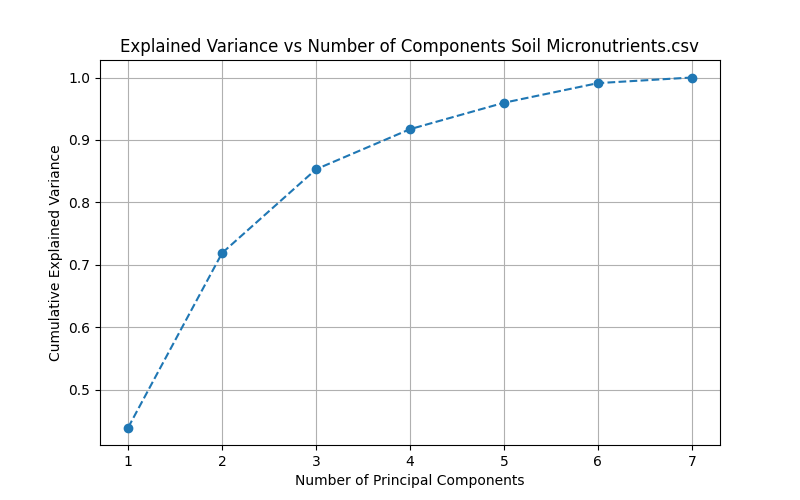 Explained Variance vs Number of Components Soil Micronutrients.csv
1.0
0.9
0.8
0.7
0.6
0.5
Cumulative Explained Variance
1 2 3 4 5 6 7
Number of Principal Components